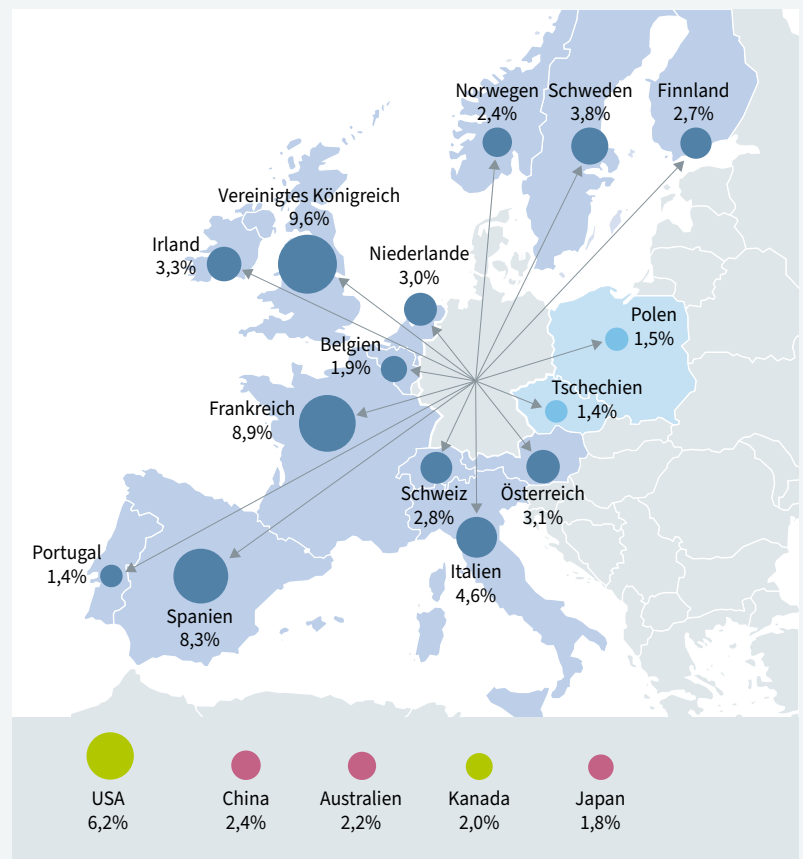 Norwegen
2,4%
Schweden
3,8%
Finnland
2,7%
Vereinigtes Königreich
9,6%
Irland
3,3%
Niederlande
3,0%
Polen
1,5%
Belgien
1,9%
Tschechien
1,4%
Frankreich
8,9%
Schweiz
2,8%
Österreich
3,1%
Portugal
1,4%
Italien
4,6%
Spanien
8,3%
USA
6,2%
China
2,4%
Australien
2,2%
Kanada
2,0%
Japan
1,8%